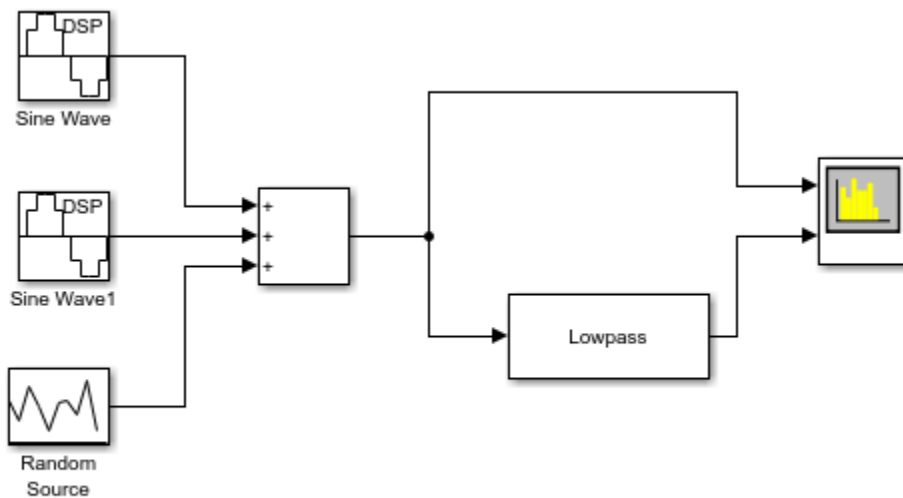 DSP
Sine Wave
DSP
Sine Wave1
+
+
+
Lowpass
Random
Source